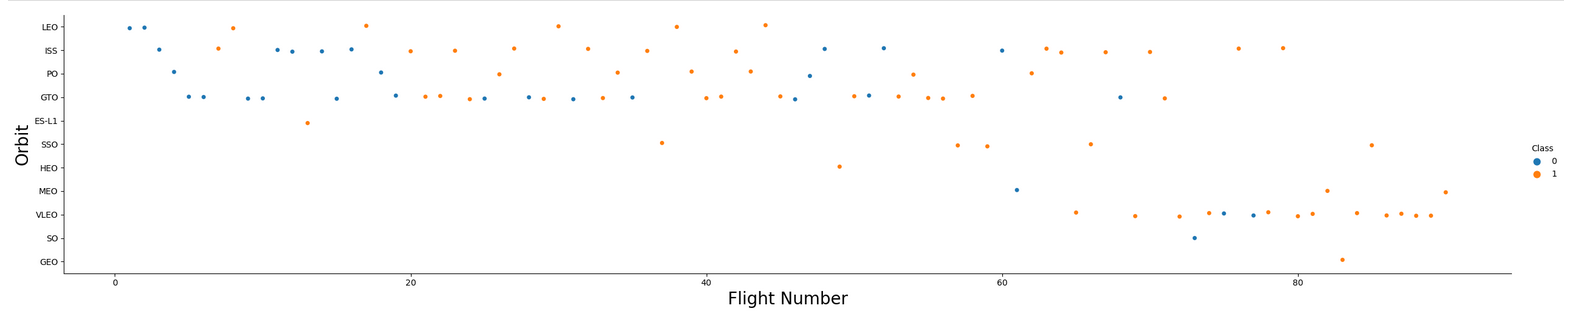 Orbit
LEO
ISS
PO
GTO
ES-L1
SSO
HEO
MEO
VLEO
SO
GEO
0 20 40 60 80
Flight Number
Class
0
1